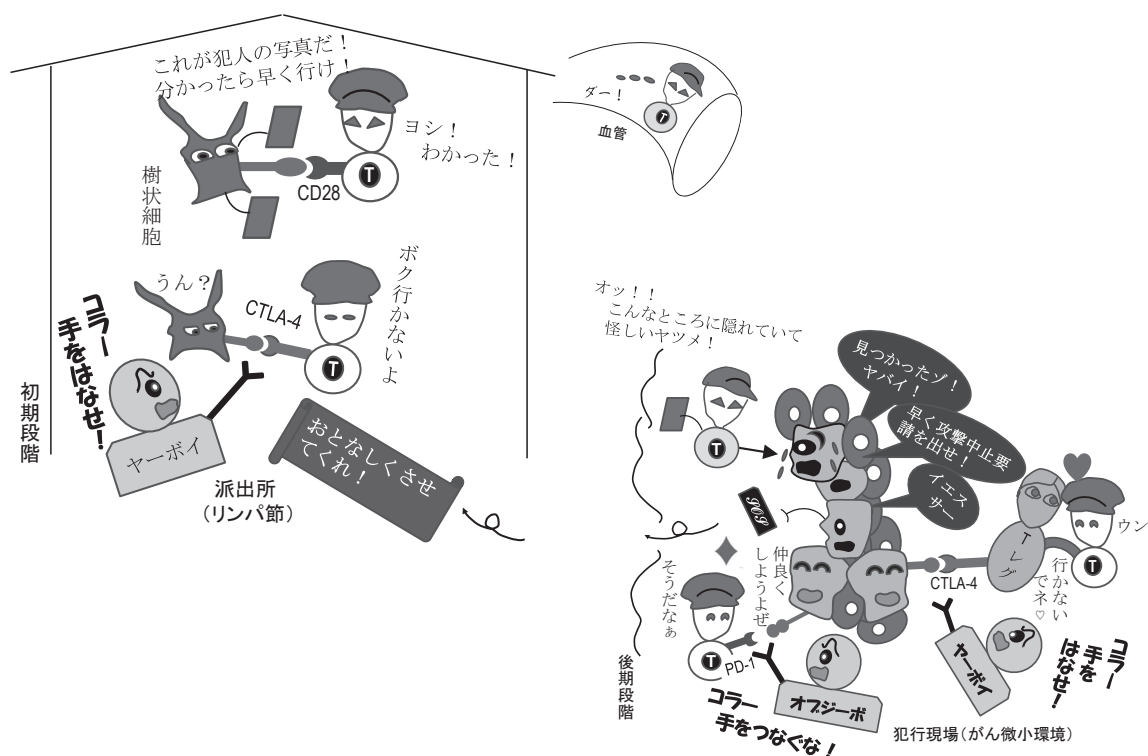 これが犯人の写真だ！
分かったら早く行け！
ヨシ！
わかった！
T
CD28
樹状細胞
ダー！
T
血管
うん？
CTLA-4
ボク行かないよ
T
コラー
手をはなせ！
ヤーボイ
初期段階
おとなしくさせ
てくれ！
派出所
（リンパ節）
オッ！！
こんなところに隠れていて
怪しいヤツメ！
T
見つかったゾ！
ヤバイ！
早く攻撃中止要
請を出せ！
イエス
サー
SOS
Tレグ
ウン
T
行かない
でネ♡
CTLA-4
仲良く
しようよぜ
そうだなぁ
T
PD-1
オブジーボ
コラー
手をつなぐな！
ヤーボイ
コラー
手を
はなせ！
後期段階
犯行現場（がん微小環境）